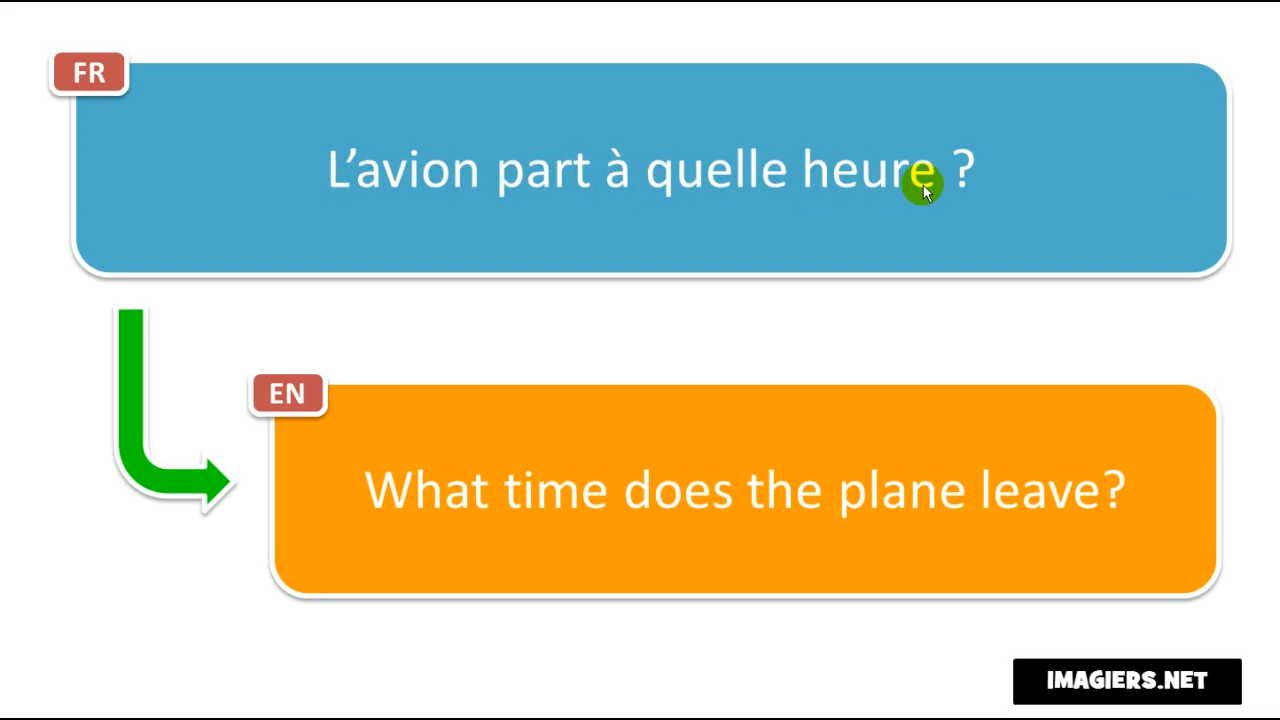 FR
L’avion part à quelle heure ?
EN
What time does the plane leave?
IMAGIERS.NET